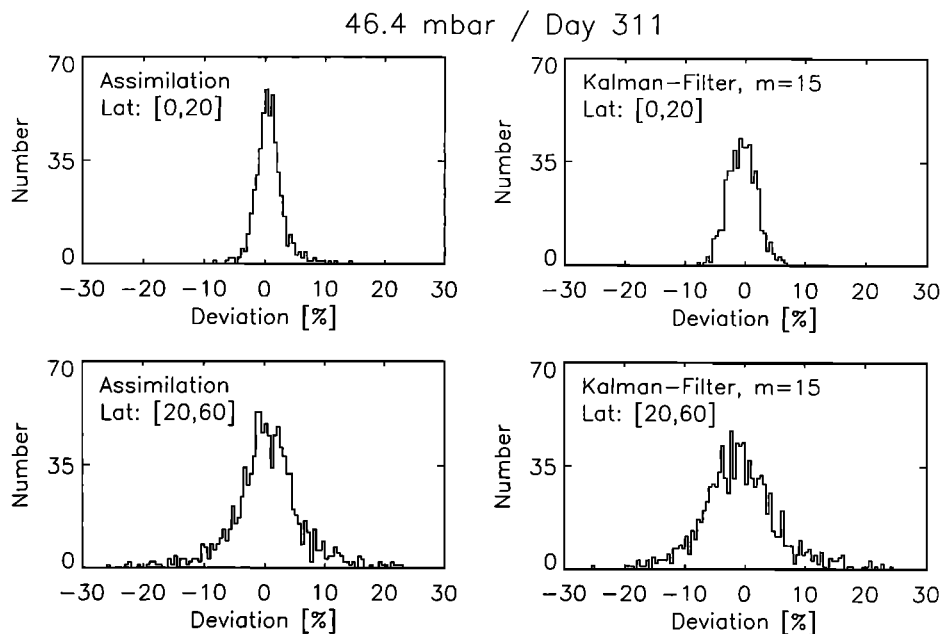 46.4 mbar / Day 311
70
Assimilation
Lat: [0,20]
35
Number
0
−30 −20 −10 0 10 20 30
Deviation [%]
70
Kalman−Filter, m=15
Lat: [0,20]
35
Number
0
−30 −20 −10 0 10 20 30
Deviation [%]
70
Assimilation
Lat: [20,60]
35
Number
0
−30 −20 −10 0 10 20 30
Deviation [%]
70
Kalman−Filter, m=15
Lat: [20,60]
35
Number
0
−30 −20 −10 0 10 20 30
Deviation [%]